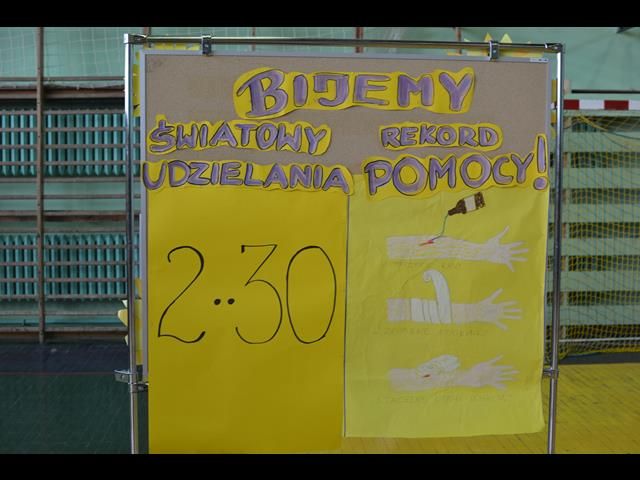 BIJEMY
ŚWIATOWY REKORD
UDZIELANIA POMOCY!
2··30